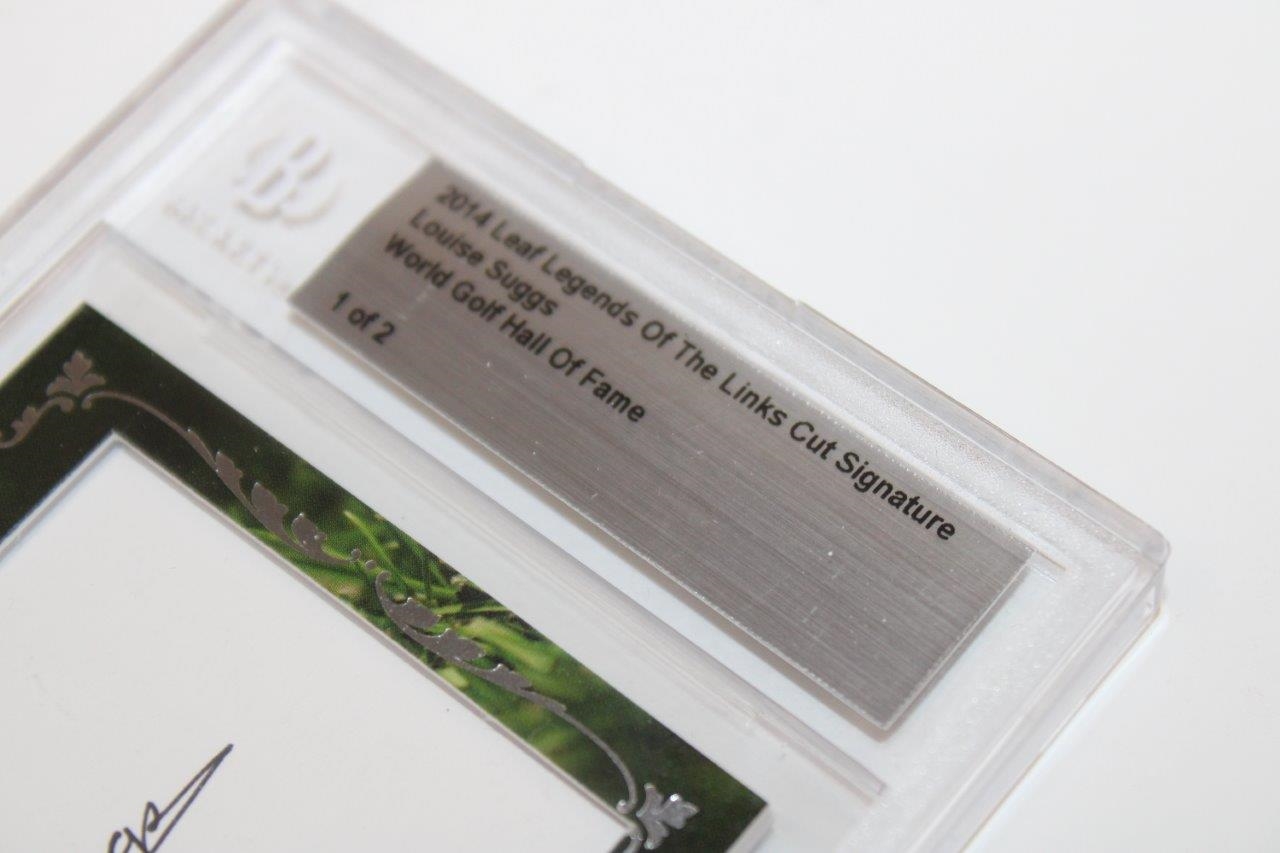 2014 Leaf Legends Of The Links Cut Signature
Louise Suggs
World Golf Hall Of Fame
1 of 2